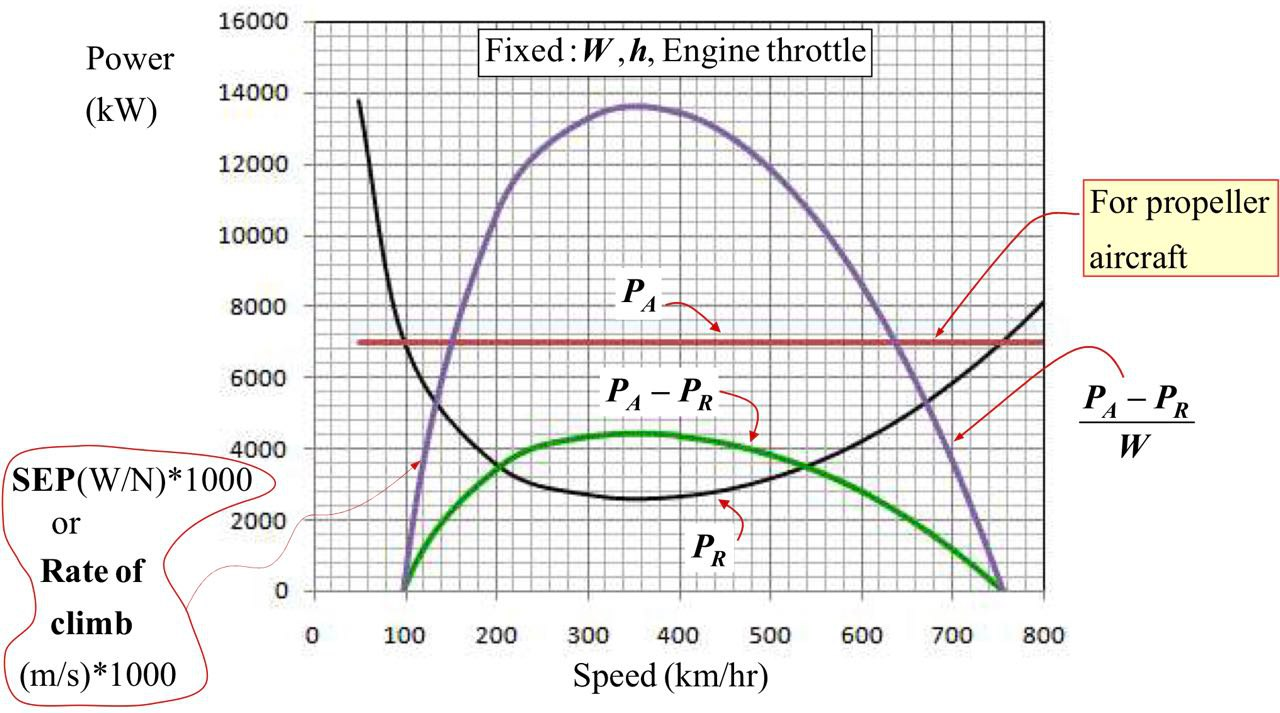 Power
(kW)
16000
14000
12000
10000
8000
6000
4000
2000
0
Fixed : W , h, Engine throttle
For propeller
aircraft
P_A
P_A − P_R
P_R
P_A − P_R
W
SEP(W/N)*1000
or
Rate of
climb
(m/s)*1000
0 100 200 300 400 500 600 700 800
Speed (km/hr)